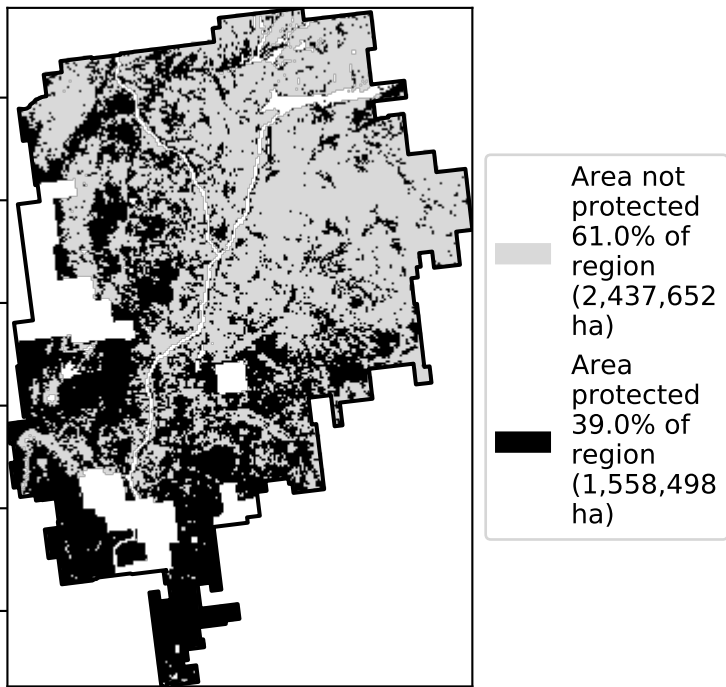 Area not
protected
61.0% of
region
(2,437,652
ha)
Area
protected
39.0% of
region
(1,558,498
ha)